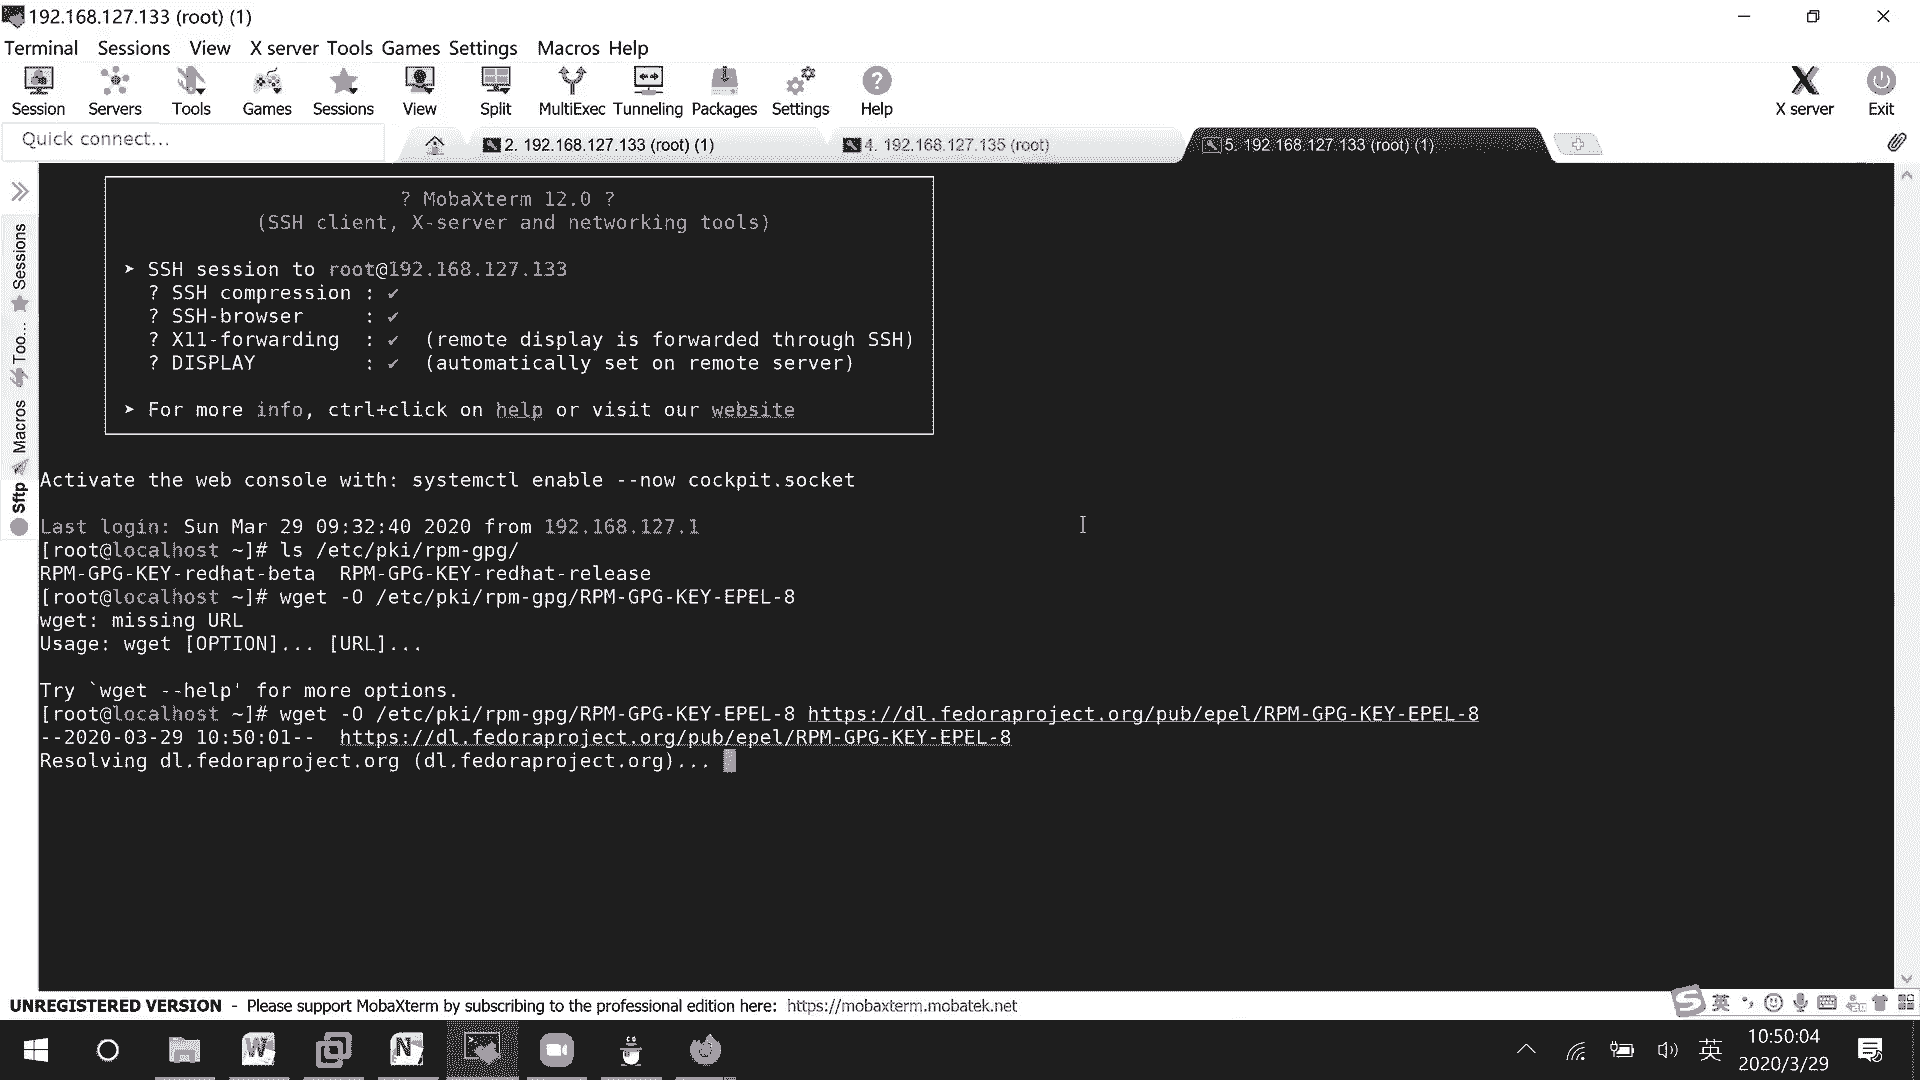 192.168.127.133 (root) (1)
Terminal Sessions View X server Tools Games Settings Macros Help
Session Servers Tools Games Sessions View Split MultiExec Tunneling Packages Settings Help X server Exit
Quick connect...
2. 192.168.127.133 (root) (1)
4. 192.168.127.135 (root)
5. 192.168.127.133 (root) (1)
Sessions
Too...
Macros
Sftp
? MobaXterm 12.0 ?
(SSH client, X-server and networking tools)
➤ SSH session to root@192.168.127.133
? SSH compression : ✔
? SSH-browser : ✔
? X11-forwarding : ✔ (remote display is forwarded through SSH)
? DISPLAY : ✔ (automatically set on remote server)
➤ For more info, ctrl+click on help or visit our website
Activate the web console with: systemctl enable --now cockpit.socket
Last login: Sun Mar 29 09:32:40 2020 from 192.168.127.1
[root@localhost ~]# ls /etc/pki/rpm-gpg/
RPM-GPG-KEY-redhat-beta RPM-GPG-KEY-redhat-release
[root@localhost ~]# wget -O /etc/pki/rpm-gpg/RPM-GPG-KEY-EPEL-8
wget: missing URL
Usage: wget [OPTION]... [URL]...
Try `wget --help' for more options.
[root@localhost ~]# wget -O /etc/pki/rpm-gpg/RPM-GPG-KEY-EPEL-8 https://dl.fedoraproject.org/pub/epel/RPM-GPG-KEY-EPEL-8
--2020-03-29 10:50:01-- https://dl.fedoraproject.org/pub/epel/RPM-GPG-KEY-EPEL-8
Resolving dl.fedoraproject.org (dl.fedoraproject.org)...
UNREGISTERED VERSION - Please support MobaXterm by subscribing to the professional edition here: https://mobaxterm.mobatek.net
英
英
10:50:04
2020/3/29